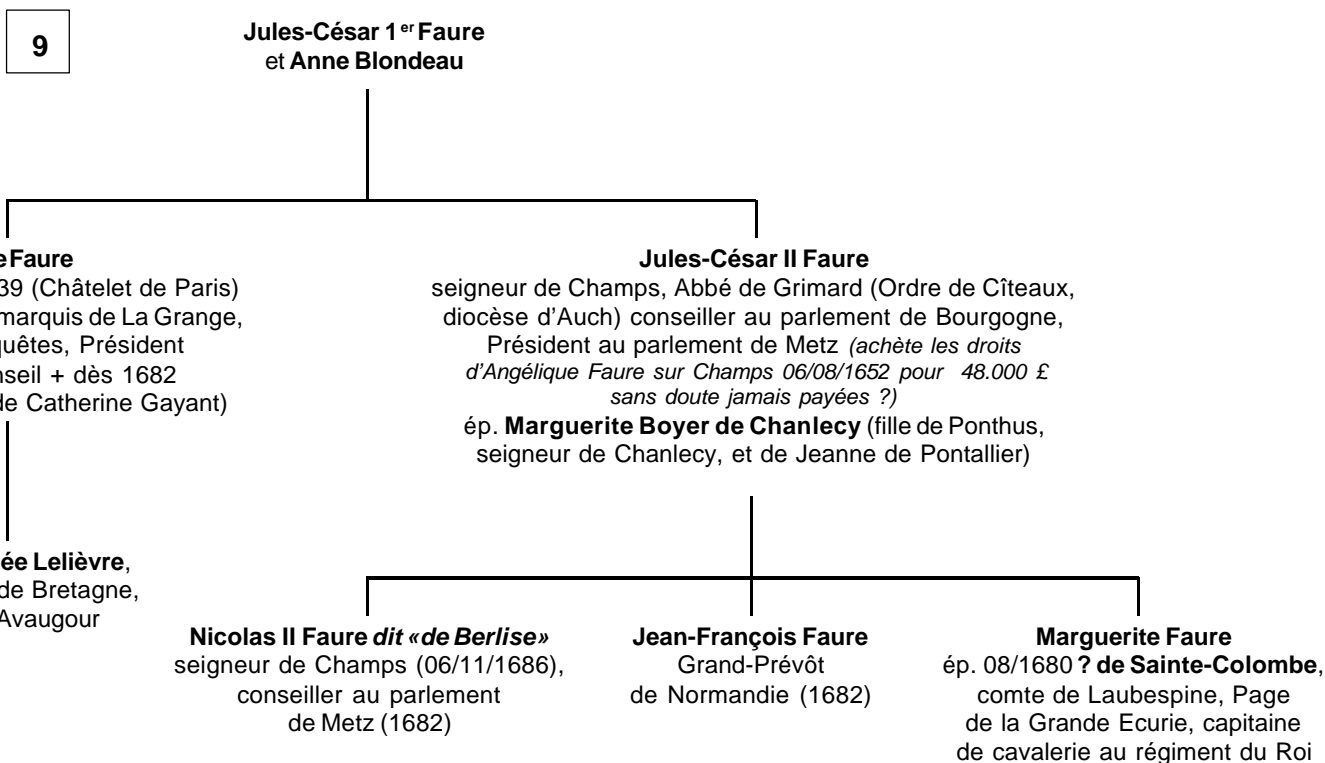 9
Jules-César 1er Faure
et Anne Blondeau
Faure
39 (Châtelet de Paris)
marquis de La Grange,
quêtes, Président
nseil + dès 1682
de Catherine Gayant)
Jules-César II Faure
seigneur de Champs, Abbé de Grimard (Ordre de Cîteaux,
diocèse d’Auch) conseiller au parlement de Bourgogne,
Président au parlement de Metz (achète les droits
d’Angélique Faure sur Champs 06/08/1652 pour 48.000 £
sans doute jamais payées ?)
ép. Marguerite Boyer de Chanlecy (fille de Ponthus,
seigneur de Chanlecy, et de Jeanne de Pontallier)
ée Lelièvre,
de Bretagne,
Avaugour
Nicolas II Faure dit «de Berlise»
seigneur de Champs (06/11/1686),
conseiller au parlement
de Metz (1682)
Jean-François Faure
Grand-Prévôt
de Normandie (1682)
Marguerite Faure
ép. 08/1680 ? de Sainte-Colombe,
comte de Laubespine, Page
de la Grande Ecurie, capitaine
de cavalerie au régiment du Roi